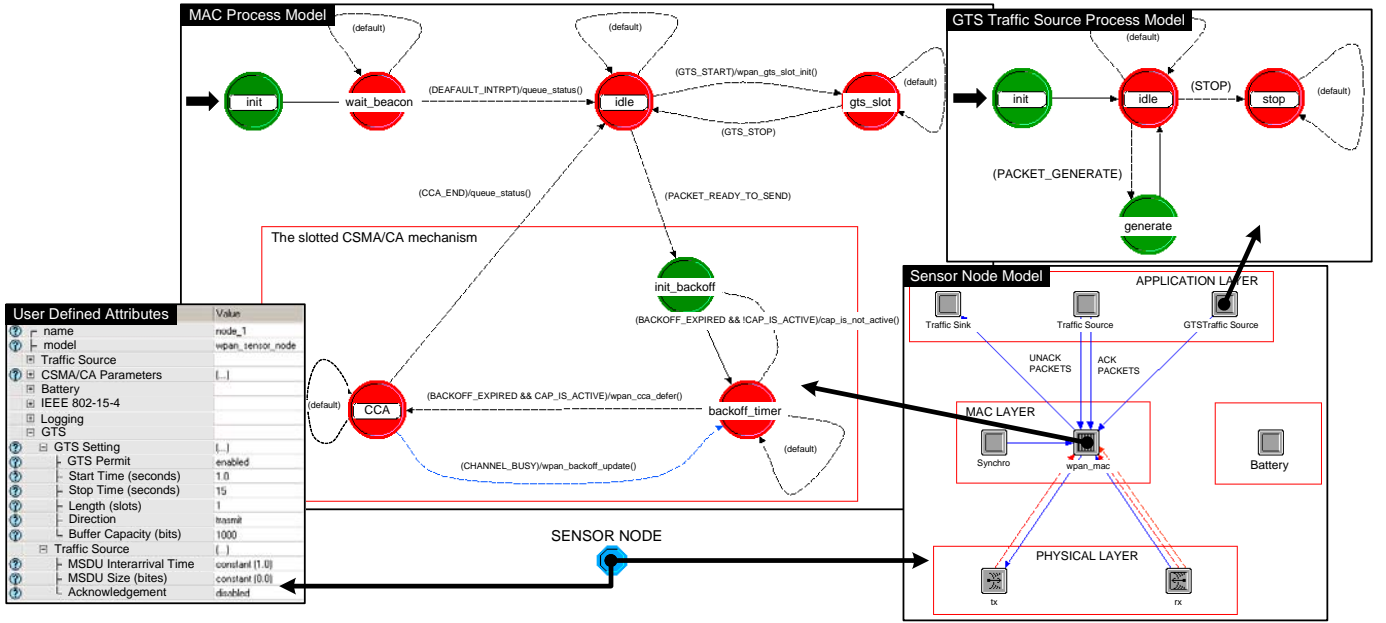 MAC Process Model
(default)
(default)
init
wait_beacon
(DEAFAULT_INTRPT)/queue_status()
idle
(GTS_START)/wpan_gts_slot_init()
gts_slot
(default)
(GTS_STOP)
(CCA_END)/queue_status()
(PACKET_READY_TO_SEND)
The slotted CSMA/CA mechanism
init_backoff
(BACKOFF_EXPIRED && !CAP_IS_ACTIVE)/cap_is_not_active()
(default)
CCA
(BACKOFF_EXPIRED && CAP_IS_ACTIVE)/wpan_cca_defer()
backoff_timer
(default)
(CHANNEL_BUSY)/wpan_backoff_update()
GTS Traffic Source Process Model
(default)
init
idle
(STOP)
stop
(default)
(PACKET_GENERATE)
generate
Sensor Node Model
APPLICATION LAYER
Traffic Sink
Traffic Source
GTSTraffic Source
UNACK
PACKETS
ACK
PACKETS
MAC LAYER
Synchro
wpan_mac
Battery
PHYSICAL LAYER
tx
rx
SENSOR NODE
User Defined Attributes
Value
name node_1
model wpan_sensor_node
Traffic Source
CSMA/CA Parameters (...)
Battery
IEEE 802-15-4
Logging
GTS
GTS Setting (...)
GTS Permit enabled
Start Time (seconds) 1.0
Stop Time (seconds) 15
Length (slots) 1
Direction trasmit
Buffer Capacity (bits) 1000
Traffic Source (...)
MSDU Interarrival Time constant (1.0)
MSDU Size (bites) constant (0.0)
Acknowledgement disabled